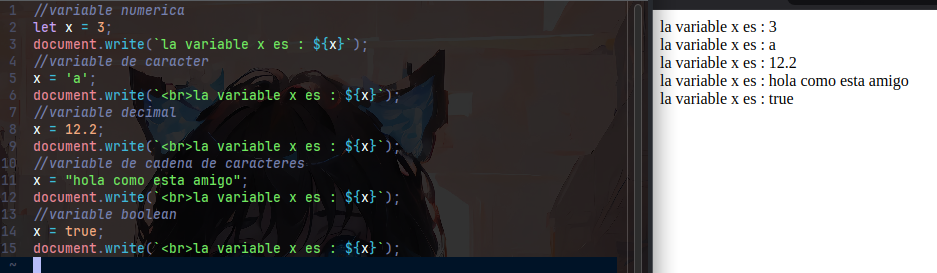 1 //variable numerica
2 let x = 3;
3 document.write(`la variable x es : ${x}`);
4 //variable de caracter
5 x = 'a';
6 document.write(`<br>la variable x es : ${x}`);
7 //variable decimal
8 x = 12.2;
9 document.write(`<br>la variable x es : ${x}`);
10 //variable de cadena de caracteres
11 x = "hola como esta amigo";
12 document.write(`<br>la variable x es : ${x}`);
13 //variable boolean
14 x = true;
15 document.write(`<br>la variable x es : ${x}`);
~
la variable x es : 3
la variable x es : a
la variable x es : 12.2
la variable x es : hola como esta amigo
la variable x es : true